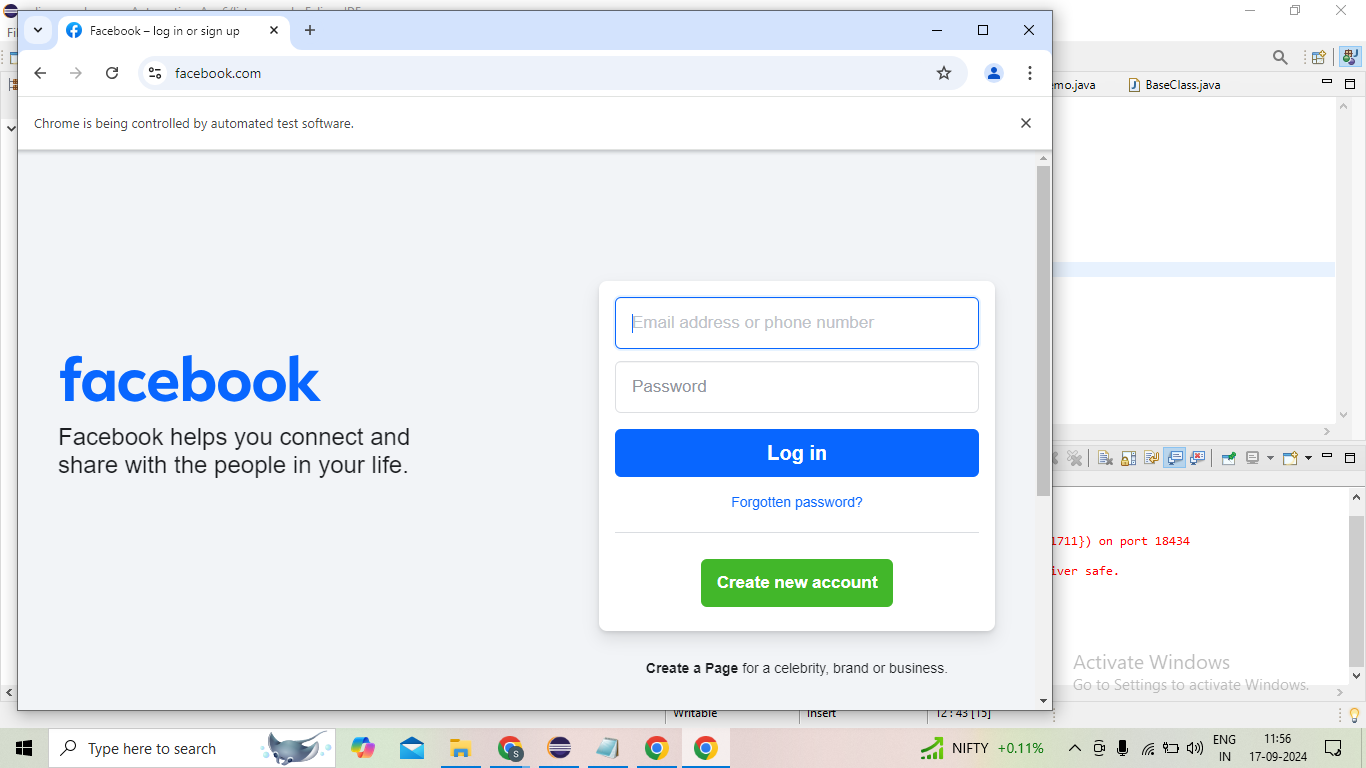 Facebook – log in or sign up
facebook.com
Chrome is being controlled by automated test software.
facebook
Facebook helps you connect and
share with the people in your life.
Email address or phone number
Password
Log in
Forgotten password?
Create new account
Create a Page for a celebrity, brand or business.
emo.java
BaseClass.java
1711}) on port 18434
iver safe.
Activate Windows
Go to Settings to activate Windows.
Writable
Insert
12 : 43 [15]
Type here to search
NIFTY +0.11%
ENG
IN
11:56
17-09-2024